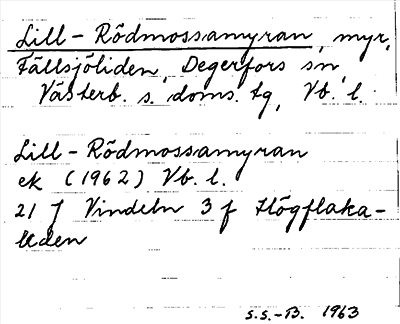 Lill-Rödmossamyran, myr,
Fällsjöliden, Degerfors sn,
Västerb. s. doms. tg, Vb. l.
Lill-Rödmossamyran
ek (1962) Vb. l.
21 J Vindeln 3 f Högflaka-
liden
S.S.-B. 1963